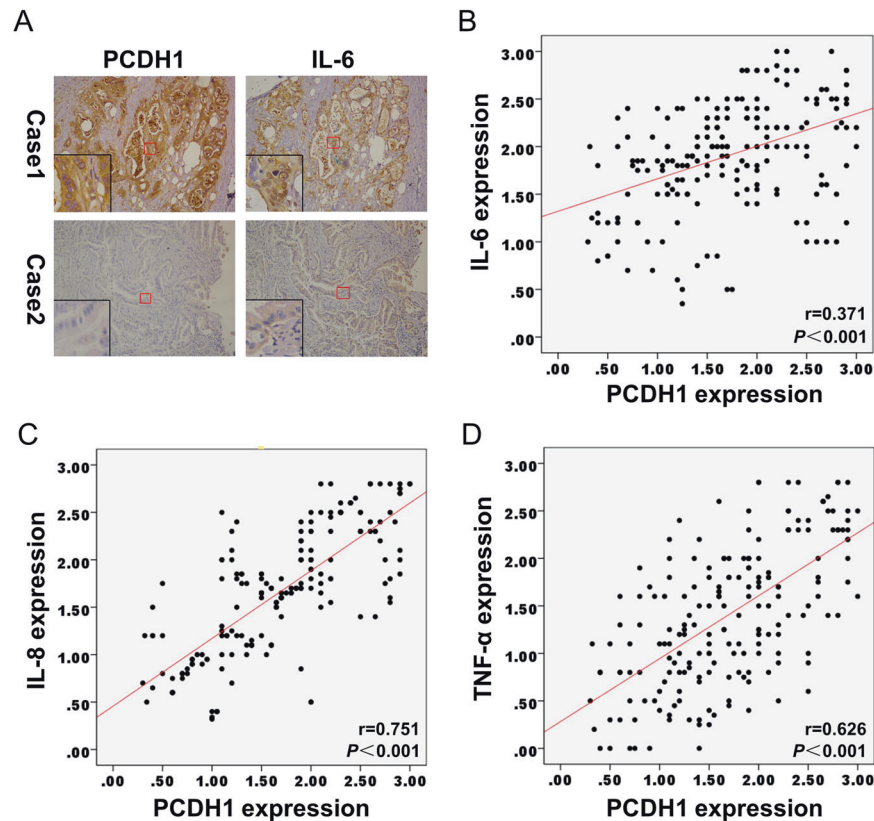 A
PCDH1
IL-6
Case1
Case2
B
IL-6 expression
3.00
2.50
2.00
1.50
1.00
.50
.00
r=0.371
P<0.001
.00 .50 1.00 1.50 2.00 2.50 3.00
PCDH1 expression
C
IL-8 expression
3.00
2.50
2.00
1.50
1.00
.50
.00
r=0.751
P<0.001
.00 .50 1.00 1.50 2.00 2.50 3.00
PCDH1 expression
D
TNF-α expression
3.00
2.50
2.00
1.50
1.00
.50
.00
r=0.626
P<0.001
.00 .50 1.00 1.50 2.00 2.50 3.00
PCDH1 expression